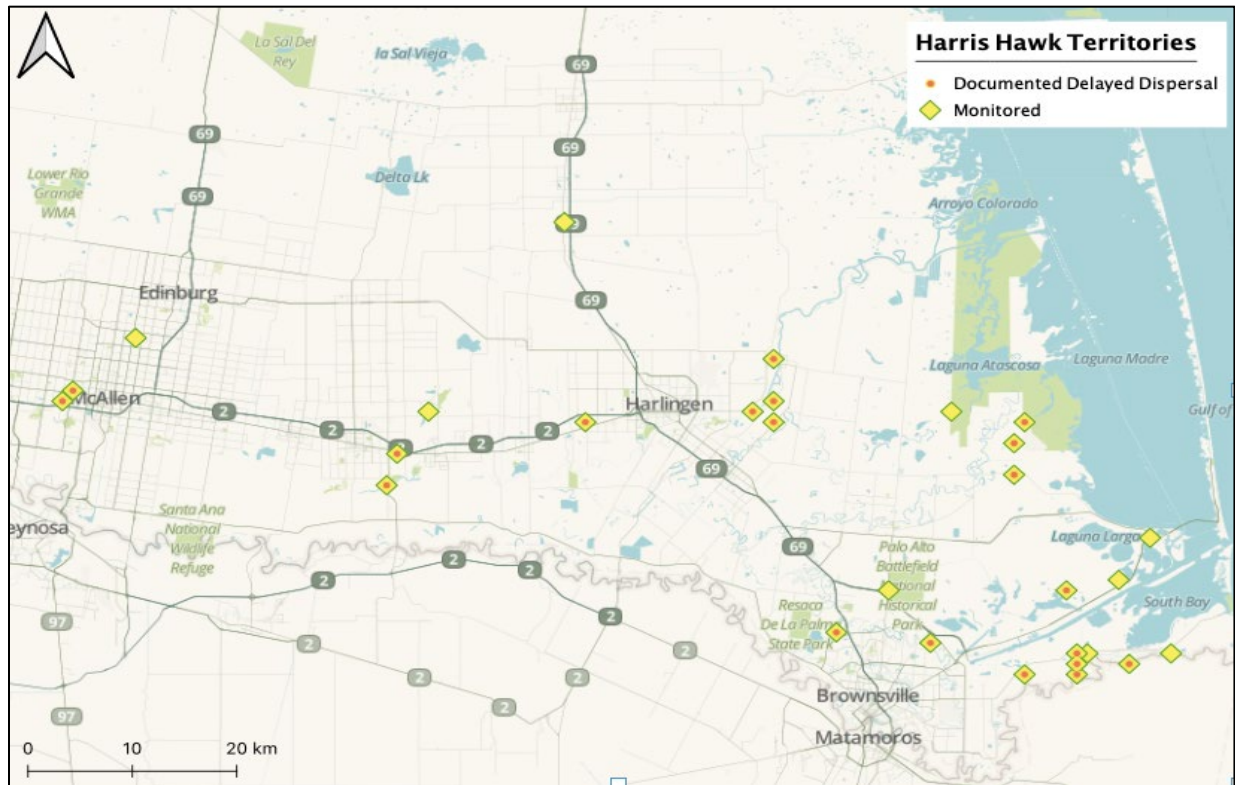 Harris Hawk Territories
Documented Delayed Dispersal
Monitored
La Sal Del
Rey
la Sal Vieja
69
69
69
Delta Lk
69
Lower Rio
Grande
WMA
Arroyo Colorado
69
Edinburg
69
Laguna Atascosa
Laguna Madre
McAllen
Harlingen
Gulf of
2
2
2
2
2
69
eynosa
Santa Ana
National
Wildlife
Refuge
Laguna Larga
69
Palo Alto
Battlefield
National
Historical
Park
2
2
2
South Bay
Resaca
De La Palma
State Park
97
2
2
2
2
2
Brownsville
97
Matamoros
0 10 20 km